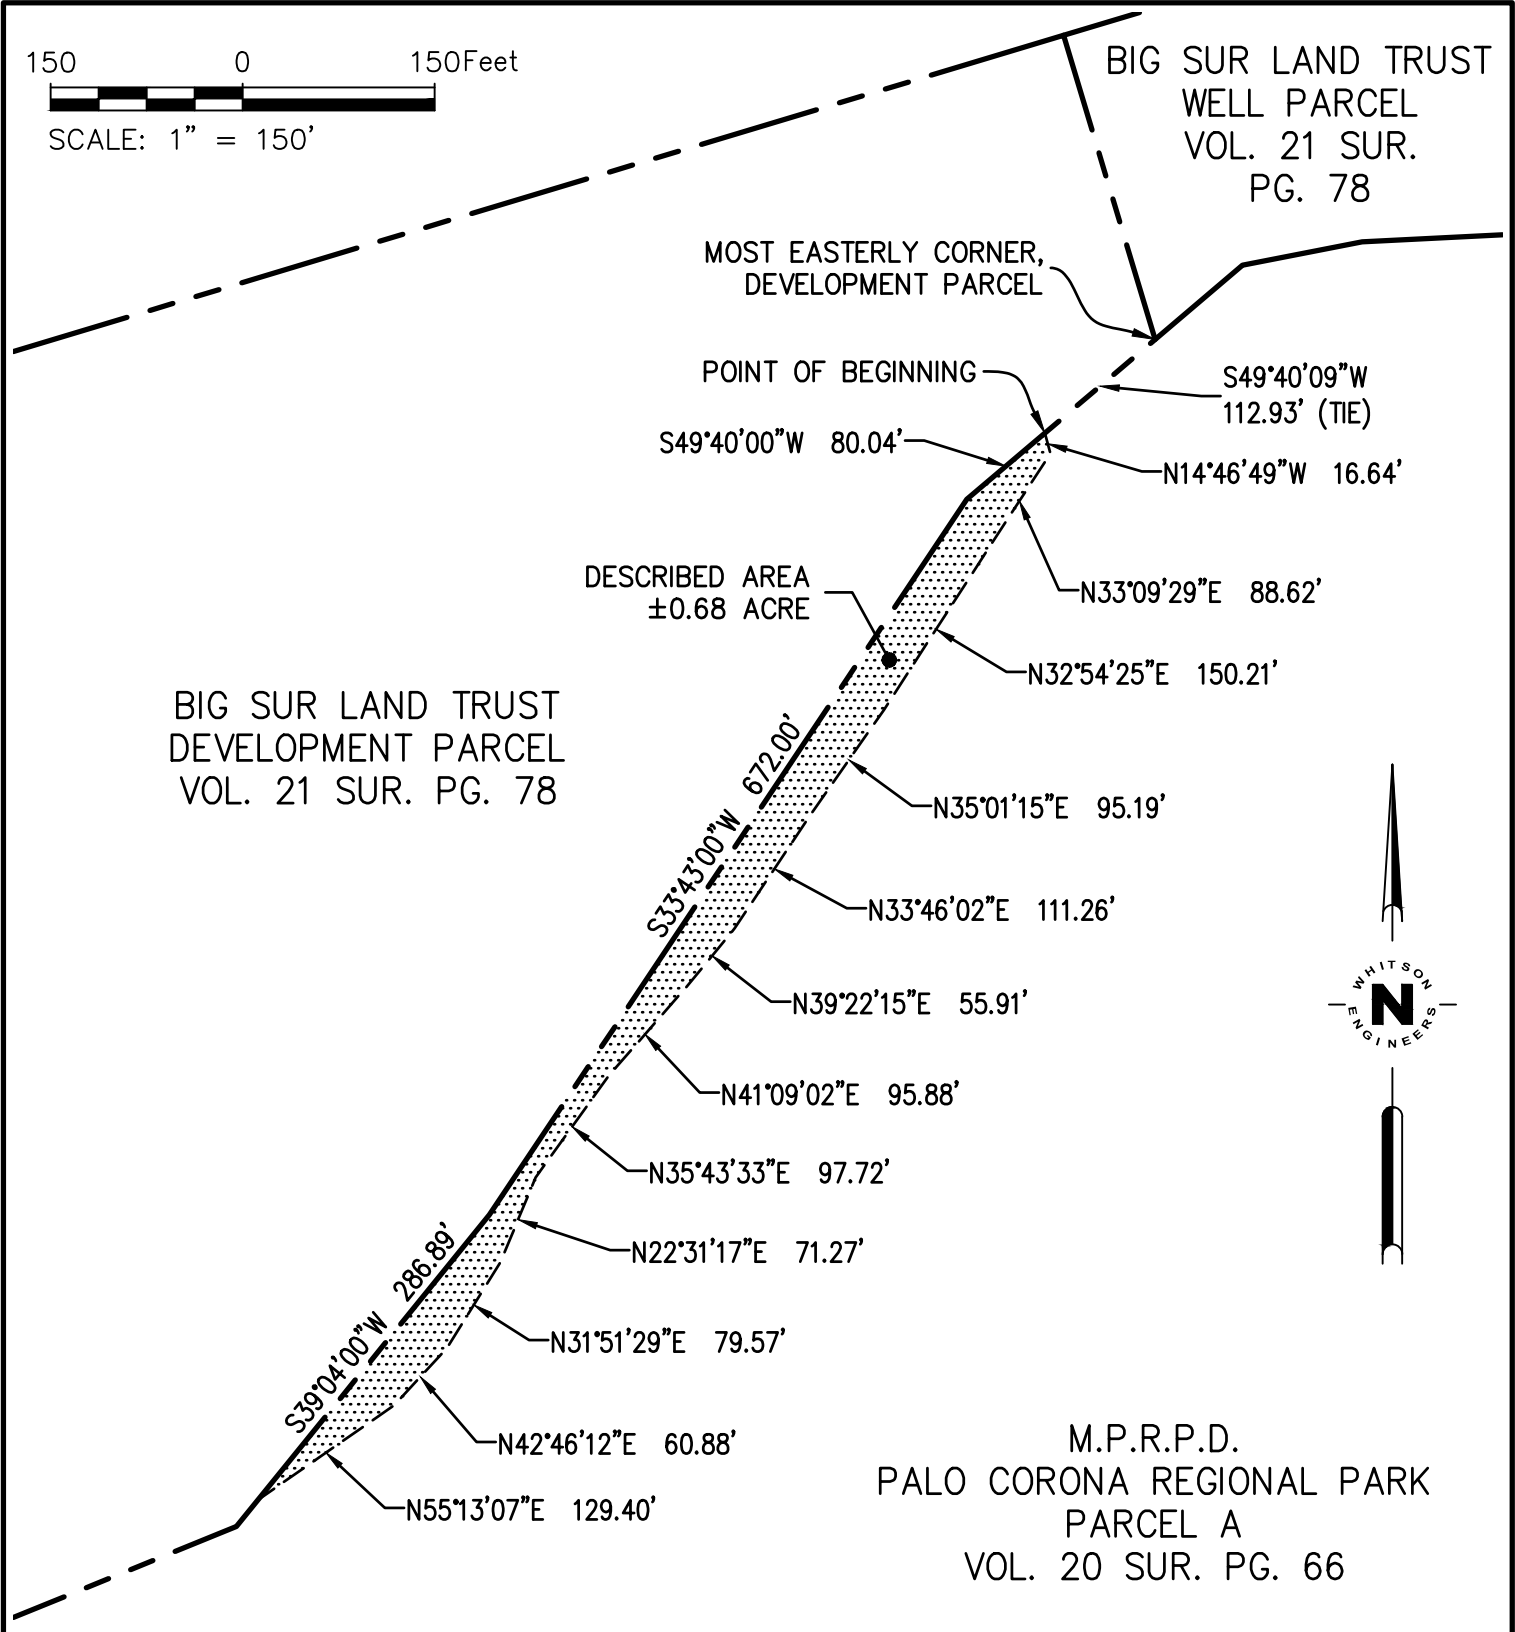 150 0 150Feet
SCALE: 1" = 150'
BIG SUR LAND TRUST
WELL PARCEL
VOL. 21 SUR.
PG. 78
MOST EASTERLY CORNER,
DEVELOPMENT PARCEL
POINT OF BEGINNING
S49°40'09"W
112.93' (TIE)
S49°40'00"W 80.04'
N14°46'49"W 16.64'
DESCRIBED AREA
±0.68 ACRE
N33°09'29"E 88.62'
N32°54'25"E 150.21'
BIG SUR LAND TRUST
DEVELOPMENT PARCEL
VOL. 21 SUR. PG. 78
S33°43'00"W 672.00'
N35°01'15"E 95.19'
N33°46'02"E 111.26'
N39°22'15"E 55.91'
WHITSON
N
ENGINEERS
N41°09'02"E 95.88'
N35°43'33"E 97.72'
N22°31'17"E 71.27'
S39°04'00"W 286.89'
N31°51'29"E 79.57'
N42°46'12"E 60.88'
N55°13'07"E 129.40'
M.P.R.P.D.
PALO CORONA REGIONAL PARK
PARCEL A
VOL. 20 SUR. PG. 66